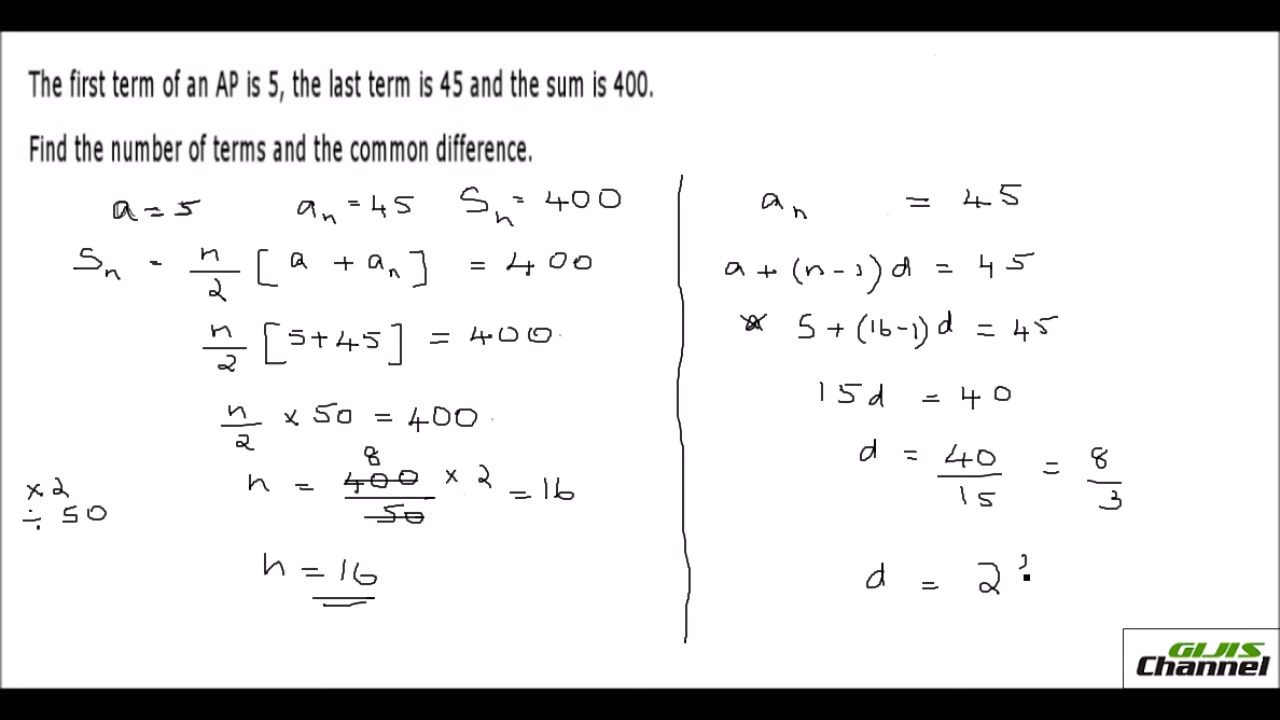 The first term of an AP is 5, the last term is 45 and the sum is 400.
Find the number of terms and the common difference.
a = 5 aₙ = 45 Sₙ = 400
Sₙ = n/2 [ a + aₙ ] = 400
n/2 [ 5 + 45 ] = 400
n/2 × 50 = 400
8
n = 400/50 × 2 = 16
× 2
÷ 50
n = 16
aₙ = 45
a + (n - 1) d = 45
5 + (16 - 1) d = 45
15d = 40
d = 40/15 = 8/3
d = 2
GIJIS
Channel